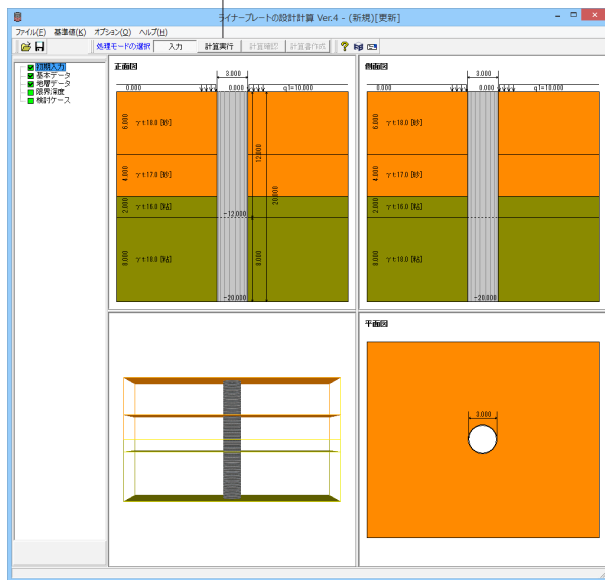 ライナープレートの設計計算 Ver.4 - (新規)[更新]
ファイル(F) 基準値(K) オプション(O) ヘルプ(H)
処理モードの選択 入力 計算実行 計算確認 計算書作成
初期入力
基本データ
地層データ
限界深度
検討ケース
正面図
3.000
0.000 0.000 q1=10.000
6.000 γt:18.0 [砂]
12.000
4.000 γt:17.0 [砂]
20.000
2.000 γt:16.0 [粘]
-12.000
8.000 γt:18.0 [粘] 8.000
-20.000
側面図
3.000
0.000 0.000 q1=10.000
6.000 γt:18.0 [砂]
4.000 γt:17.0 [砂]
2.000 γt:16.0 [粘]
8.000 γt:18.0 [粘]
-20.000
平面図
3.000